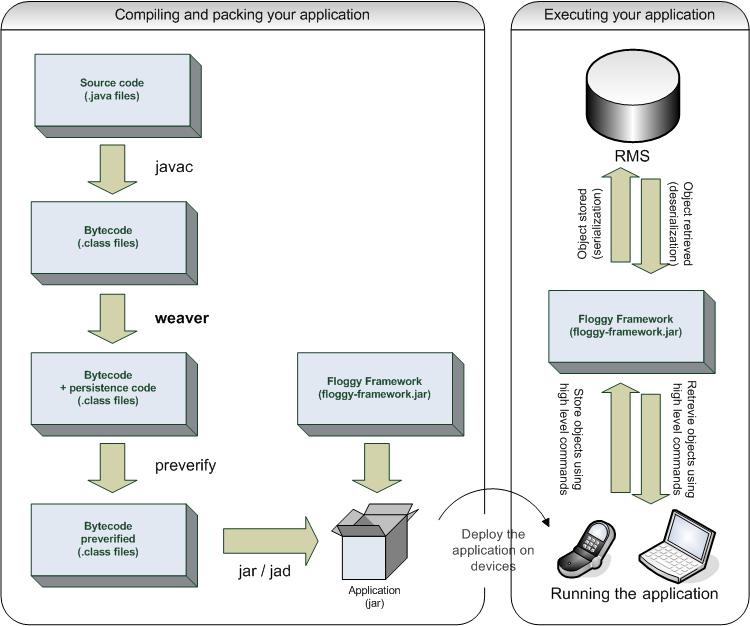 Compiling and packing your application
Source code
(.java files)
javac
Bytecode
(.class files)
weaver
Bytecode
+ persistence code
(.class files)
preverify
Bytecode
preverified
(.class files)
jar / jad
Floggy Framework
(floggy-framework.jar)
Application
(jar)
Deploy the
application on
devices
Executing your application
RMS
Object stored
(serialization)
Object retrieved
(deserialization)
Floggy Framework
(floggy-framework.jar)
Store objects using
high level commands
Retrevie objects using
high level commands
Running the application